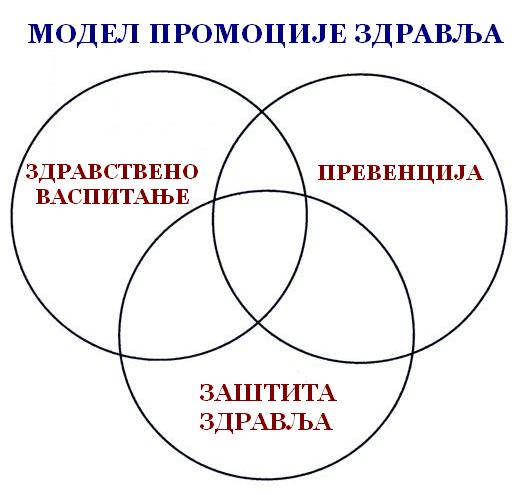 МОДЕЛ ПРОМОЦИЈЕ ЗДРАВЉА
ЗДРАВСТВЕНО
ВАСПИТАЊЕ
ПРЕВЕНЦИЈА
ЗАШТИТА
ЗДРАВЉА